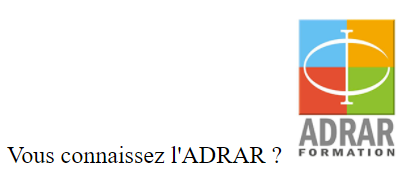 Vous connaissez l'ADRAR ?
ADRAR
FORMATION